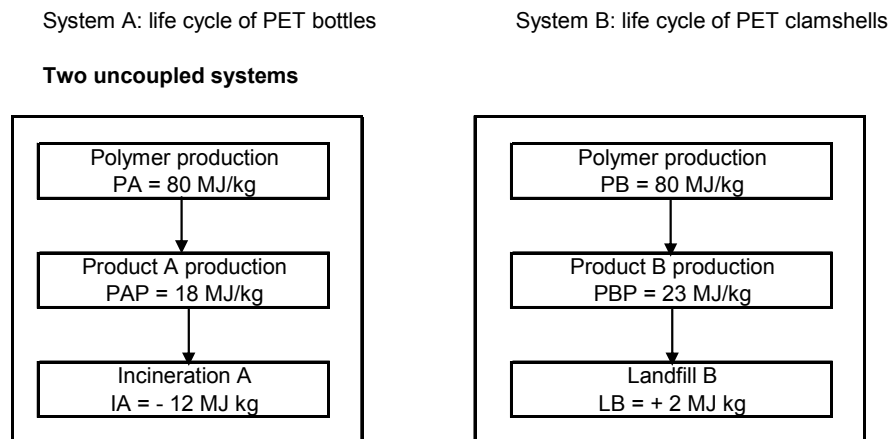 System A: life cycle of PET bottles
System B: life cycle of PET clamshells
Two uncoupled systems
Polymer production
PA = 80 MJ/kg
Product A production
PAP = 18 MJ/kg
Incineration A
IA = - 12 MJ kg
Polymer production
PB = 80 MJ/kg
Product B production
PBP = 23 MJ/kg
Landfill B
LB = + 2 MJ kg